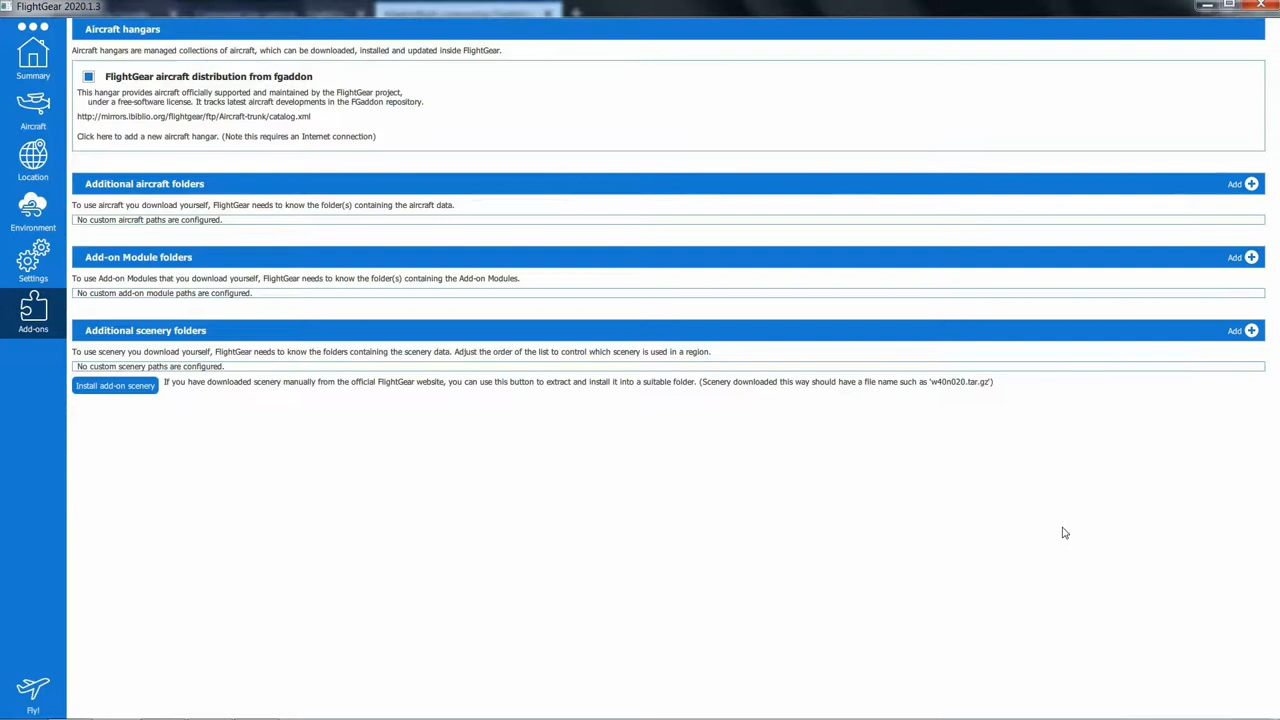 FlightGear 2020.1.3
Aircraft hangars
Aircraft hangars are managed collections of aircraft, which can be downloaded, installed and updated inside FlightGear.
FlightGear aircraft distribution from fgaddon
This hangar provides aircraft officially supported and maintained by the FlightGear project,
under a free-software license. It tracks latest aircraft developments in the FGaddon repository.
http://mirrors.ibiblio.org/flightgear/ftp/Aircraft-trunk/catalog.xml
Click here to add a new aircraft hangar. (Note this requires an Internet connection)
Additional aircraft folders
Add
To use aircraft you download yourself, FlightGear needs to know the folder(s) containing the aircraft data.
No custom aircraft paths are configured.
Add-on Module folders
Add
To use Add-on Modules that you download yourself, FlightGear needs to know the folder(s) containing the Add-on Modules.
No custom add-on module paths are configured.
Additional scenery folders
Add
To use scenery you download yourself, FlightGear needs to know the folders containing the scenery data. Adjust the order of the list to control which scenery is used in a region.
No custom scenery paths are configured.
Install add-on scenery
If you have downloaded scenery manually from the official FlightGear website, you can use this button to extract and install it into a suitable folder. (Scenery downloaded this way should have a file name such as 'w40n020.tar.gz')
Summary
Aircraft
Location
Environment
Settings
Add-ons
Fly!